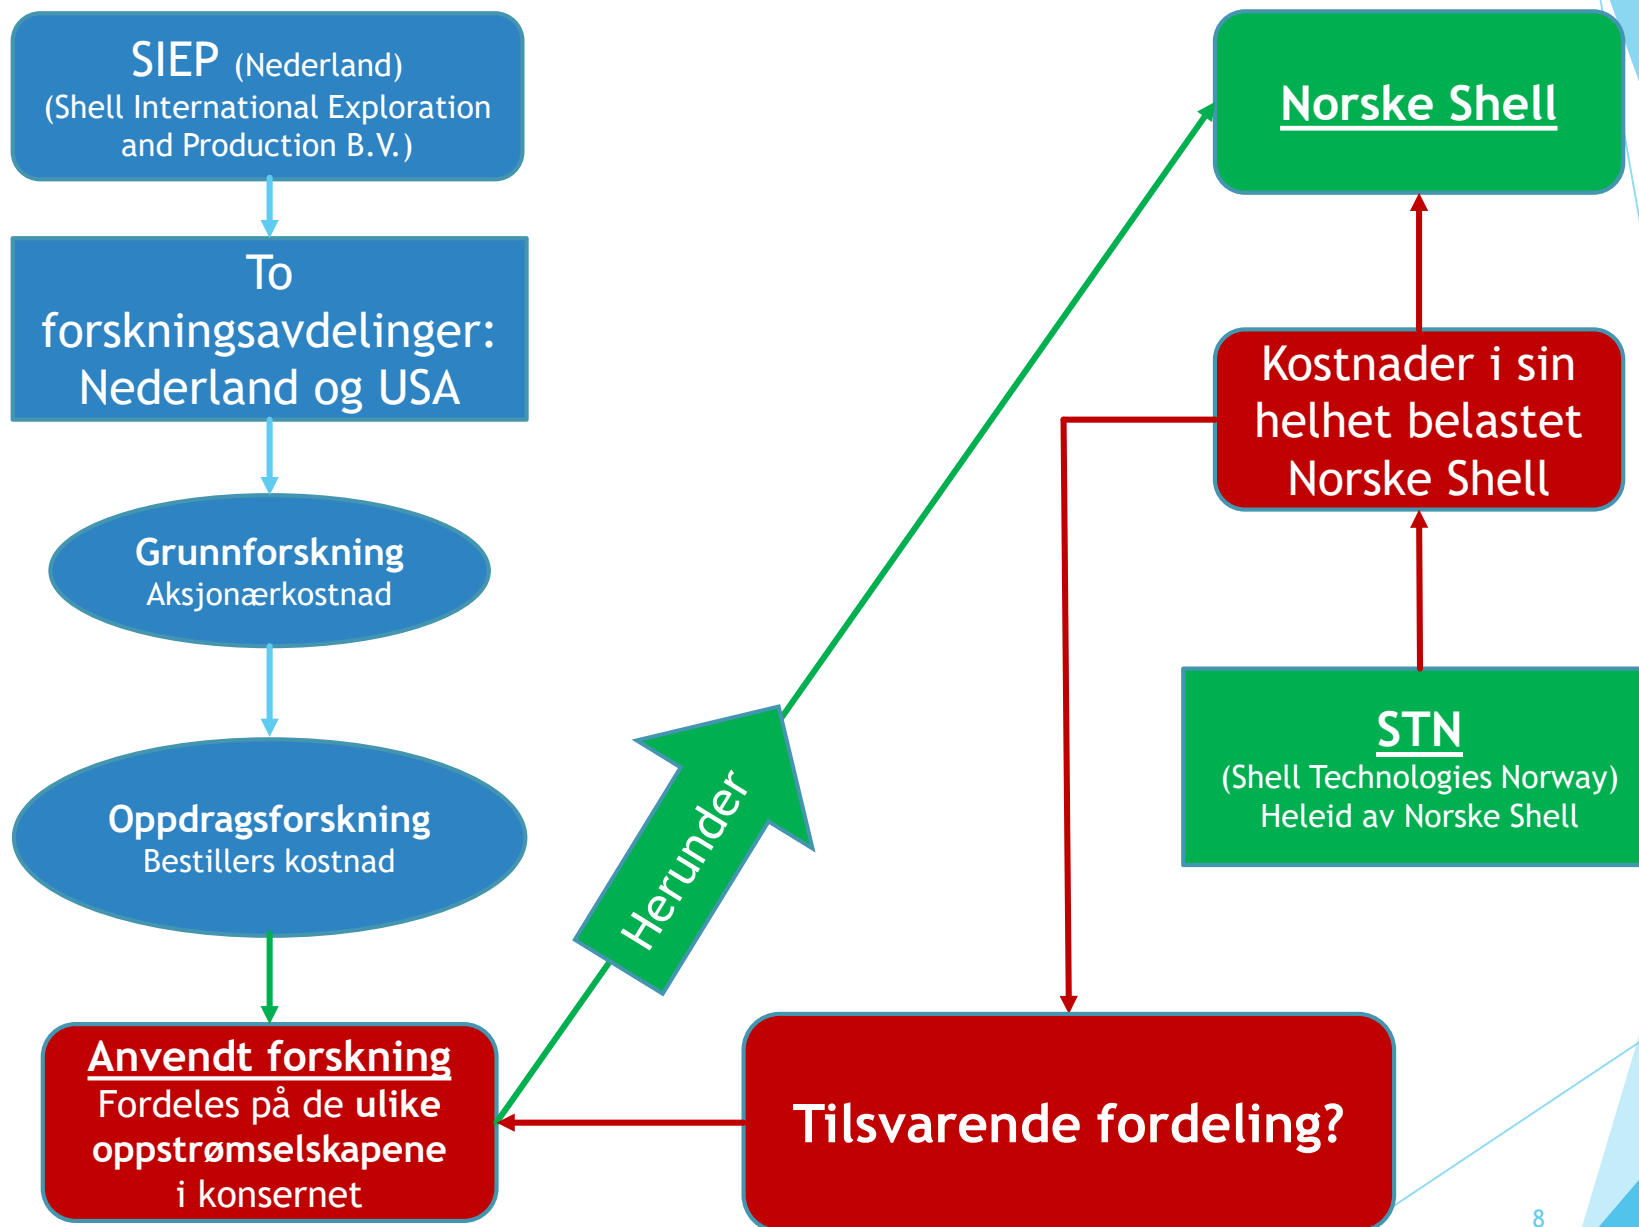 SIEP (Nederland)
(Shell International Exploration
and Production B.V.)
To
forskningsavdelinger:
Nederland og USA
Grunnforskning
Aksjonærkostnad
Oppdragsforskning
Bestillers kostnad
Anvendt forskning
Fordeles på de ulike
oppstrømselskapene
i konsernet
Herunder
Norske Shell
Kostnader i sin
helhet belastet
Norske Shell
STN
(Shell Technologies Norway)
Heleid av Norske Shell
Tilsvarende fordeling?
8